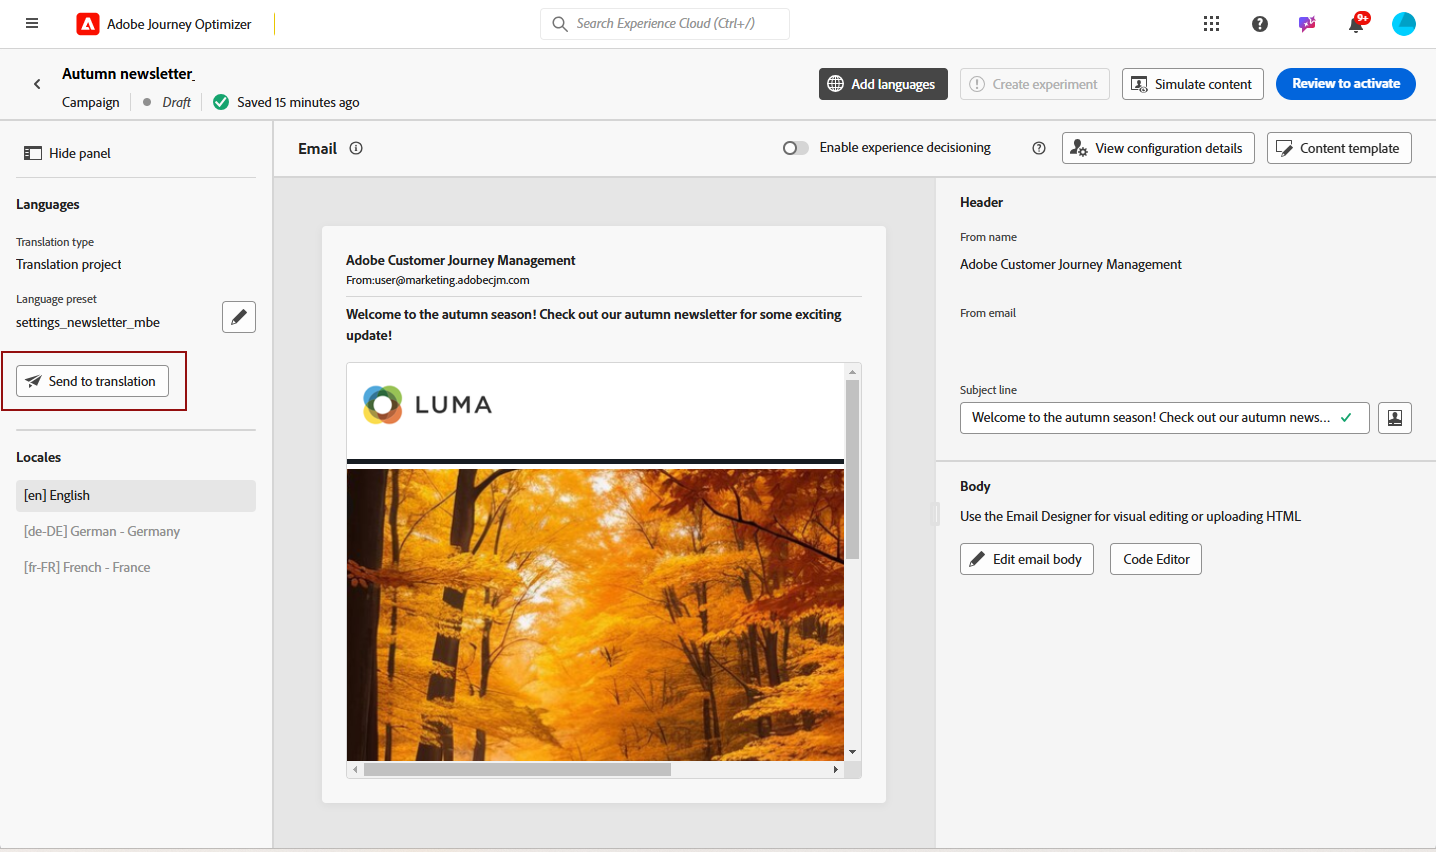 Adobe Journey Optimizer
Search Experience Cloud (Ctrl+/)
9+
Autumn newsletter_
Campaign
Draft
Saved 15 minutes ago
Add languages
Create experiment
Simulate content
Review to activate
Hide panel
Email
Enable experience decisioning
View configuration details
Content template
Languages
Translation type
Translation project
Language preset
settings_newsletter_mbe
Send to translation
Locales
[en] English
[de-DE] German - Germany
[fr-FR] French - France
Adobe Customer Journey Management
From:user@marketing.adobecjm.com
Welcome to the autumn season! Check out our autumn newsletter for some exciting
update!
LUMA
Header
From name
Adobe Customer Journey Management
From email
Subject line
Welcome to the autumn season! Check out our autumn news...
Body
Use the Email Designer for visual editing or uploading HTML
Edit email body
Code Editor